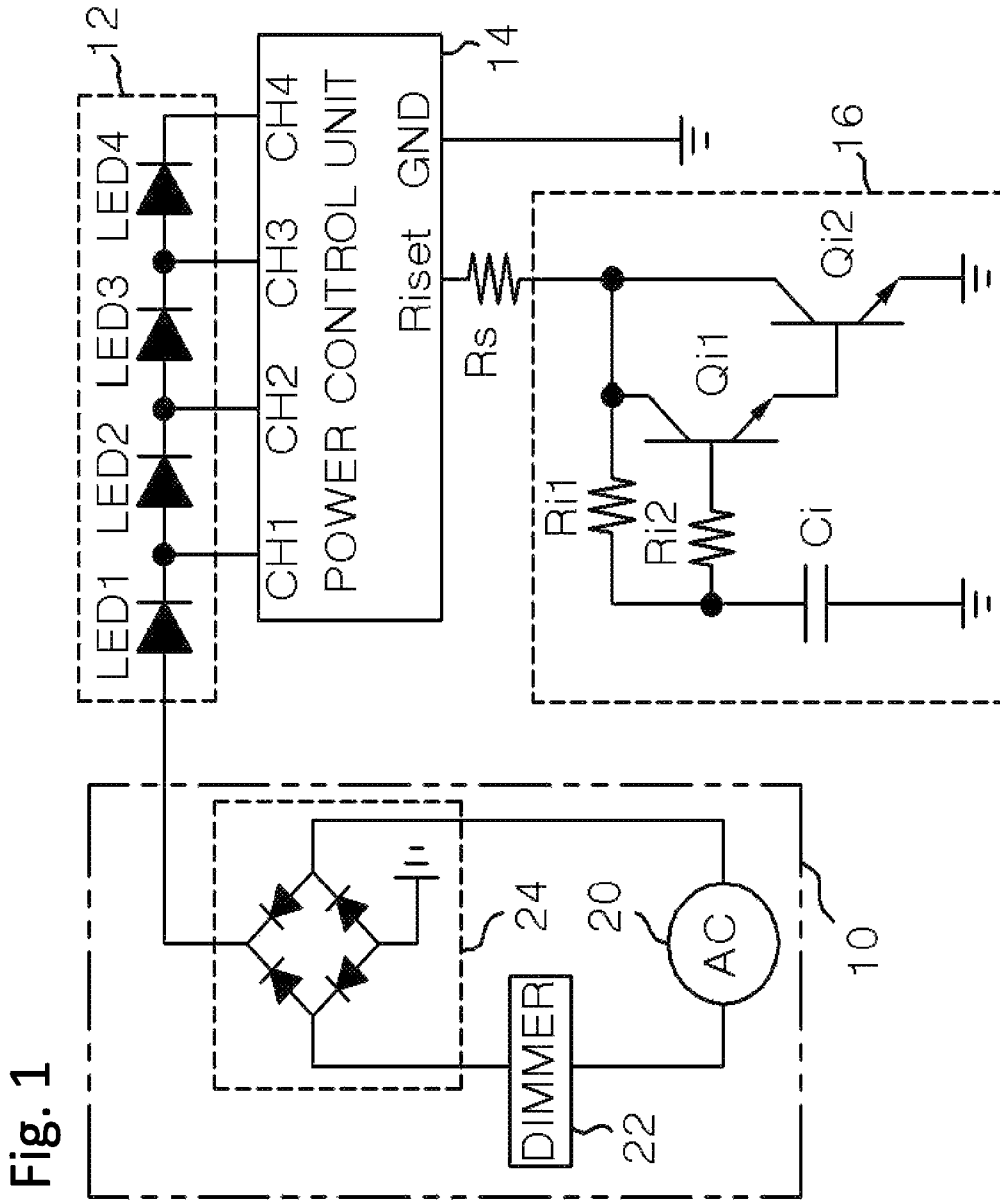 Fig. 1
12
LED1 LED2 LED3 LED4
CH1 CH2 CH3 CH4
POWER CONTROL UNIT
Riset GND
14
Rs
24
DIMMER
22
20
AC
10
16
Ri1
Ri2
Qi1
Qi2
Ci